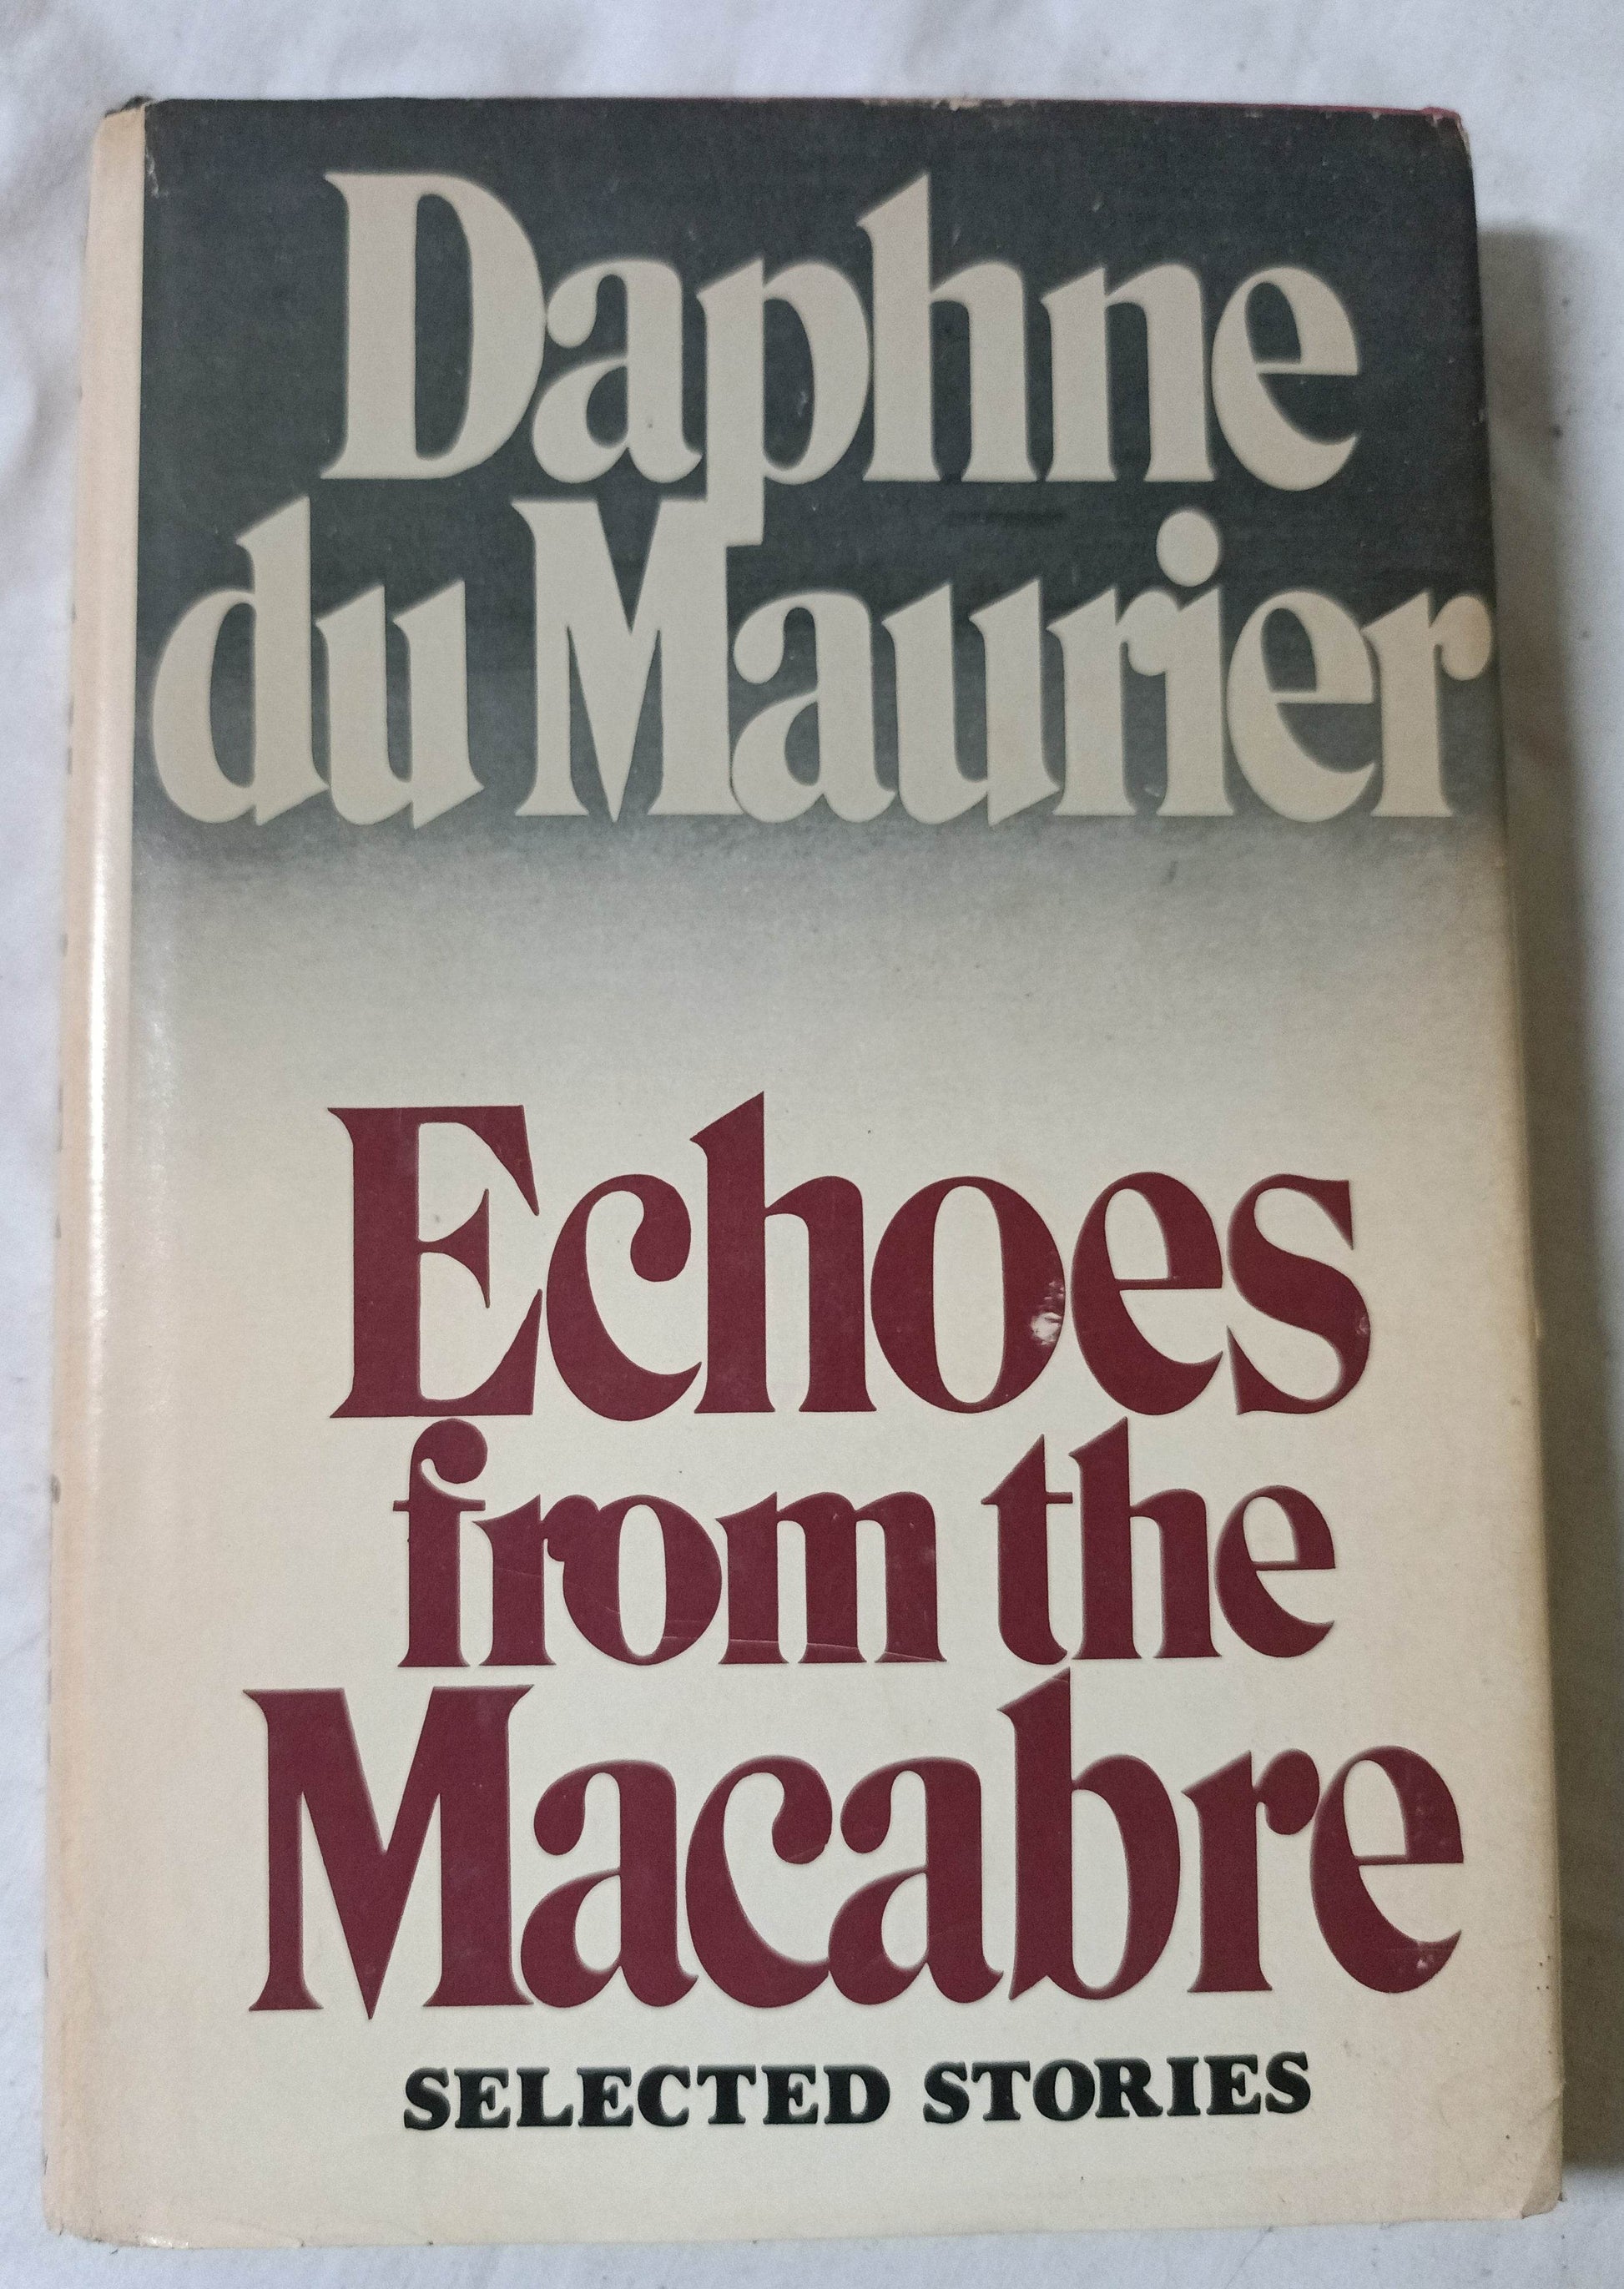 Daphne
du Maurier
Echoes
from the
Macabre
SELECTED STORIES